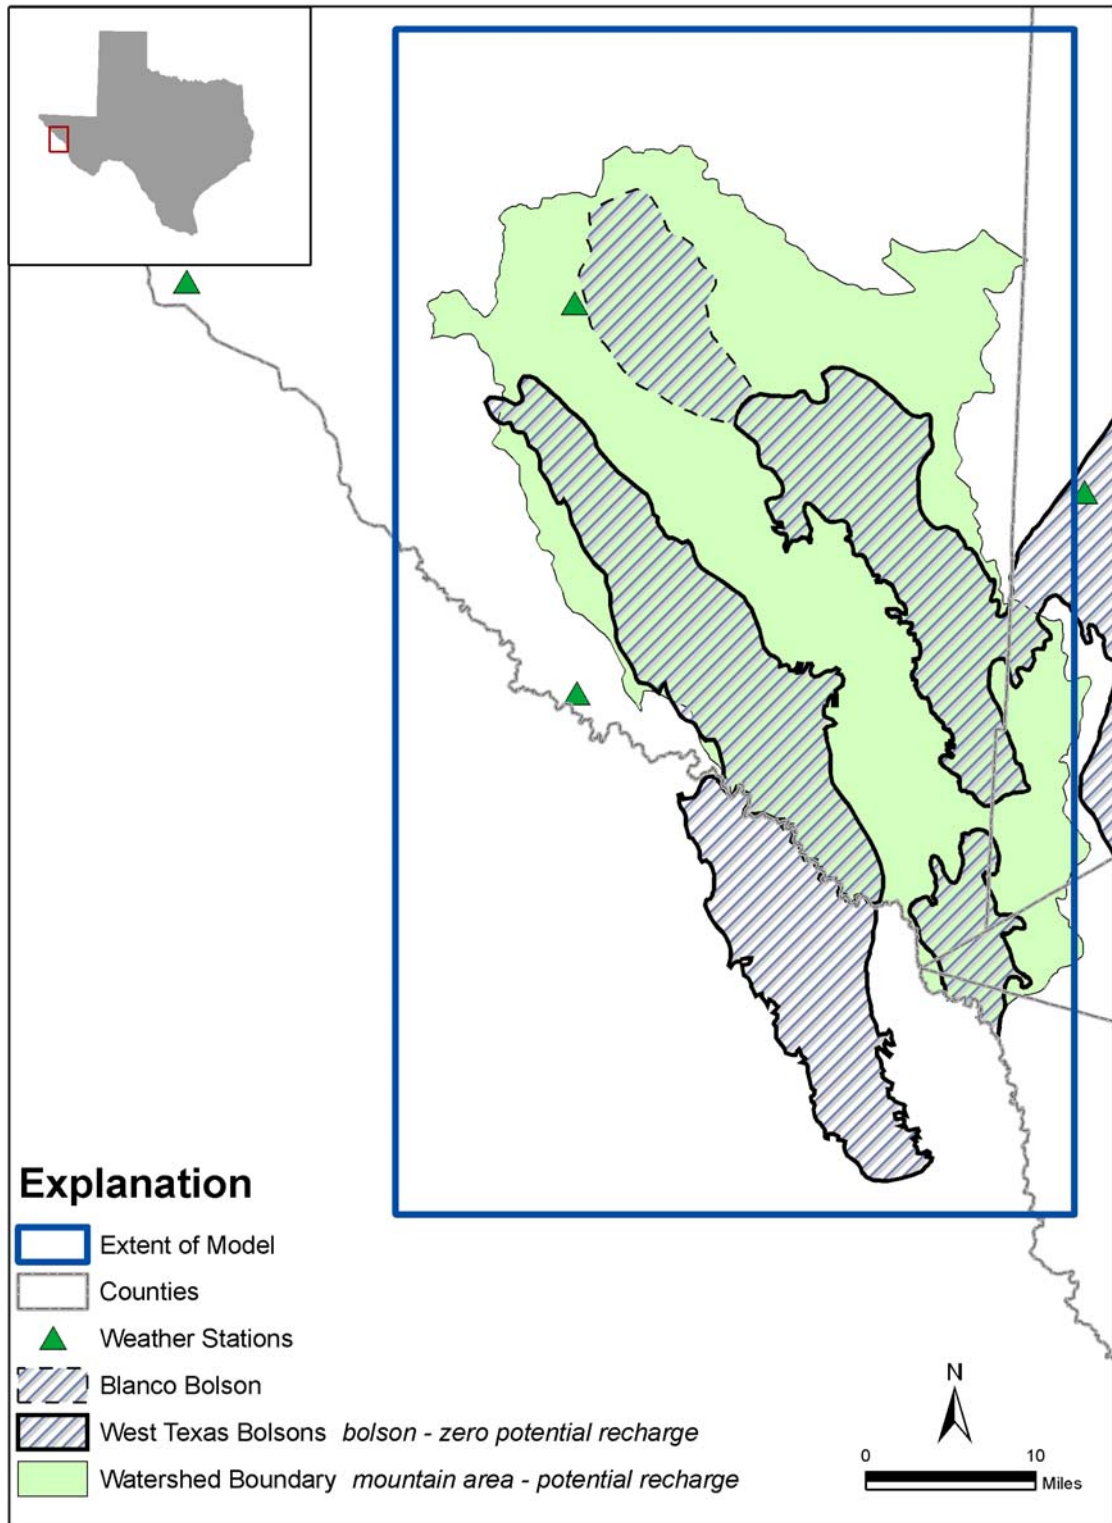 Explanation
Extent of Model
Counties
Weather Stations
Blanco Bolson
West Texas Bolsons bolson - zero potential recharge
Watershed Boundary mountain area - potential recharge
N
0 10
Miles